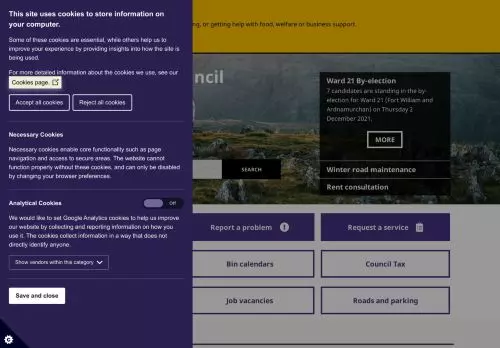 This site uses cookies to store information on
your computer.
Some of these cookies are essential, while others help us to
improve your experience by providing insights into how the site is
being used.
For more detailed information about the cookies we use, see our
Cookies page.
Accept all cookies
Reject all cookies
Necessary Cookies
Necessary cookies enable core functionality such as page
navigation and access to secure areas. The website cannot
function properly without these cookies, and can only be disabled
by changing your browser preferences.
Analytical Cookies
Off
We would like to set Google Analytics cookies to help us improve
our website by collecting and reporting information on how you
use it. The cookies collect information in a way that does not
directly identify anyone.
Show vendors within this category
Save and close
ng, or getting help with food, welfare or business support.
uncil
SEARCH
Ward 21 By-election
7 candidates are standing in the by-
election for Ward 21 (Fort William and
Ardnamurchan) on Thursday 2
December 2021.
MORE
Winter road maintenance
Rent consultation
Report a problem
Request a service
Bin calendars
Council Tax
Job vacancies
Roads and parking